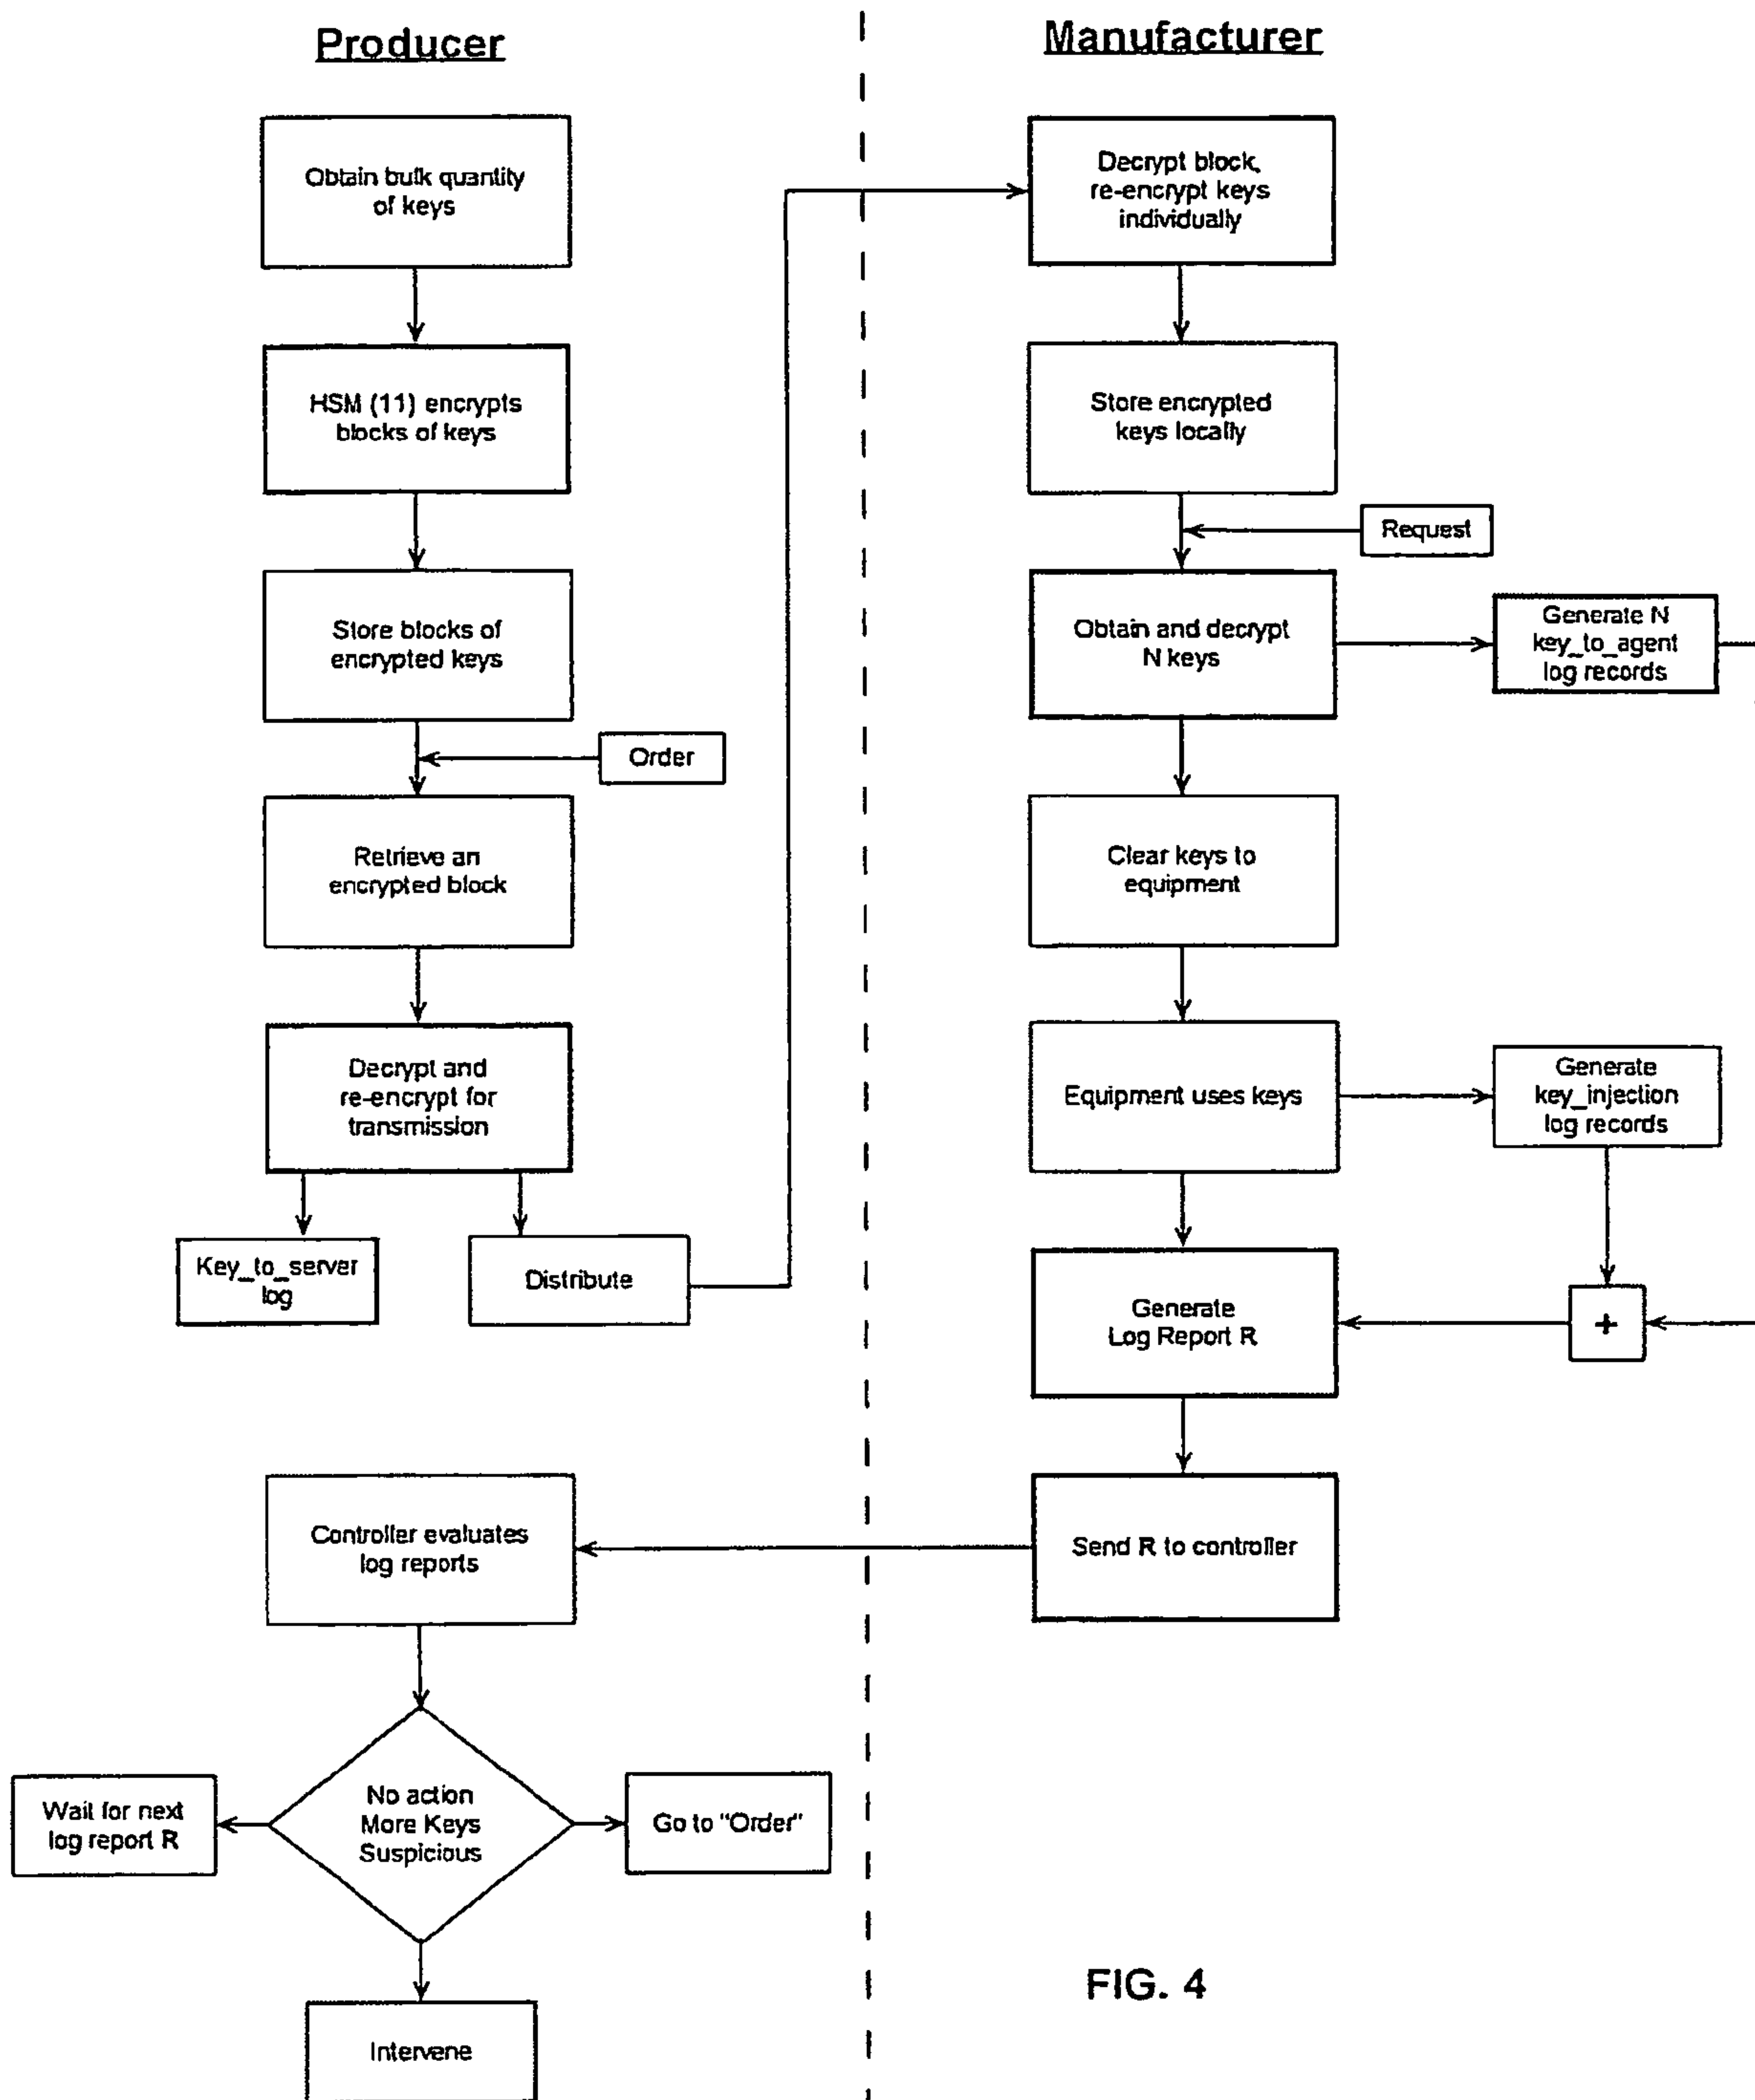 Producer
Obtain bulk quantity
of keys
HSM (11) encrypts
blocks of keys
Store blocks of
encrypted keys
Order
Retrieve an
encrypted block
Decrypt and
re-encrypt for
transmission
Key_to_server
log
Distribute
Controller evaluates
log reports
No action
More Keys
Suspicious
Wait for next
log report R
Go to "Order"
Intervene
Manufacturer
Decrypt block,
re-encrypt keys
individually
Store encrypted
keys locally
Request
Obtain and decrypt
N keys
Generate N
key_to_agent
log records
Clear keys to
equipment
Equipment uses keys
Generate
key_injection
log records
+
Generate
Log Report R
Send R to controller
FIG. 4